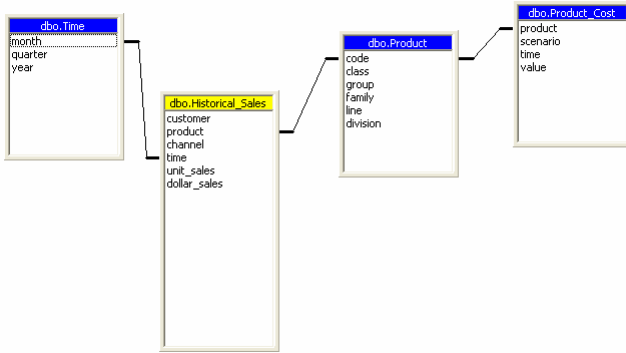 dbo.Time
month
quarter
year
dbo.Historical_Sales
customer
product
channel
time
unit_sales
dollar_sales
dbo.Product
code
class
group
family
line
division
dbo.Product_Cost
product
scenario
time
value